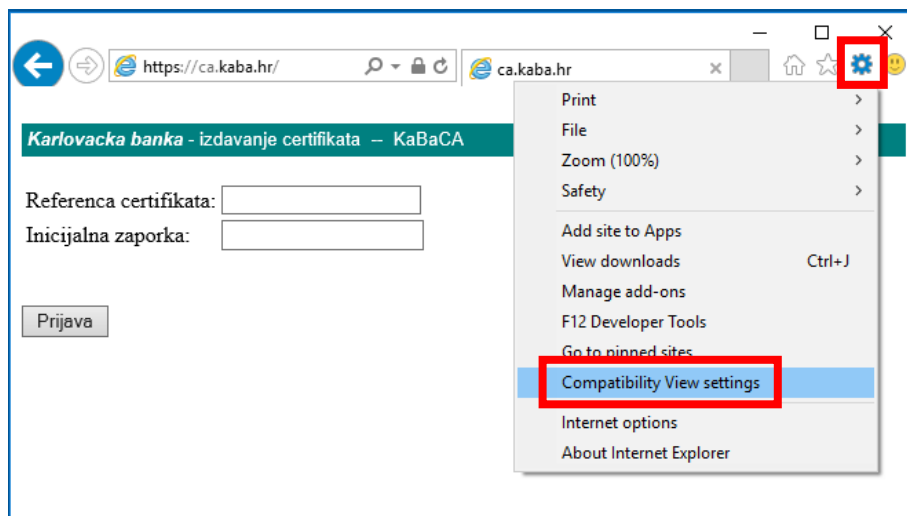 https://ca.kaba.hr/
ca.kaba.hr
Karlovacka banka - izdavanje certifikata -- KaBaCA
Referenca certifikata:
Inicijalna zaporka:
Prijava
Print
File
Zoom (100%)
Safety
Add site to Apps
View downloads Ctrl+J
Manage add-ons
F12 Developer Tools
Go to pinned sites
Compatibility View settings
Internet options
About Internet Explorer